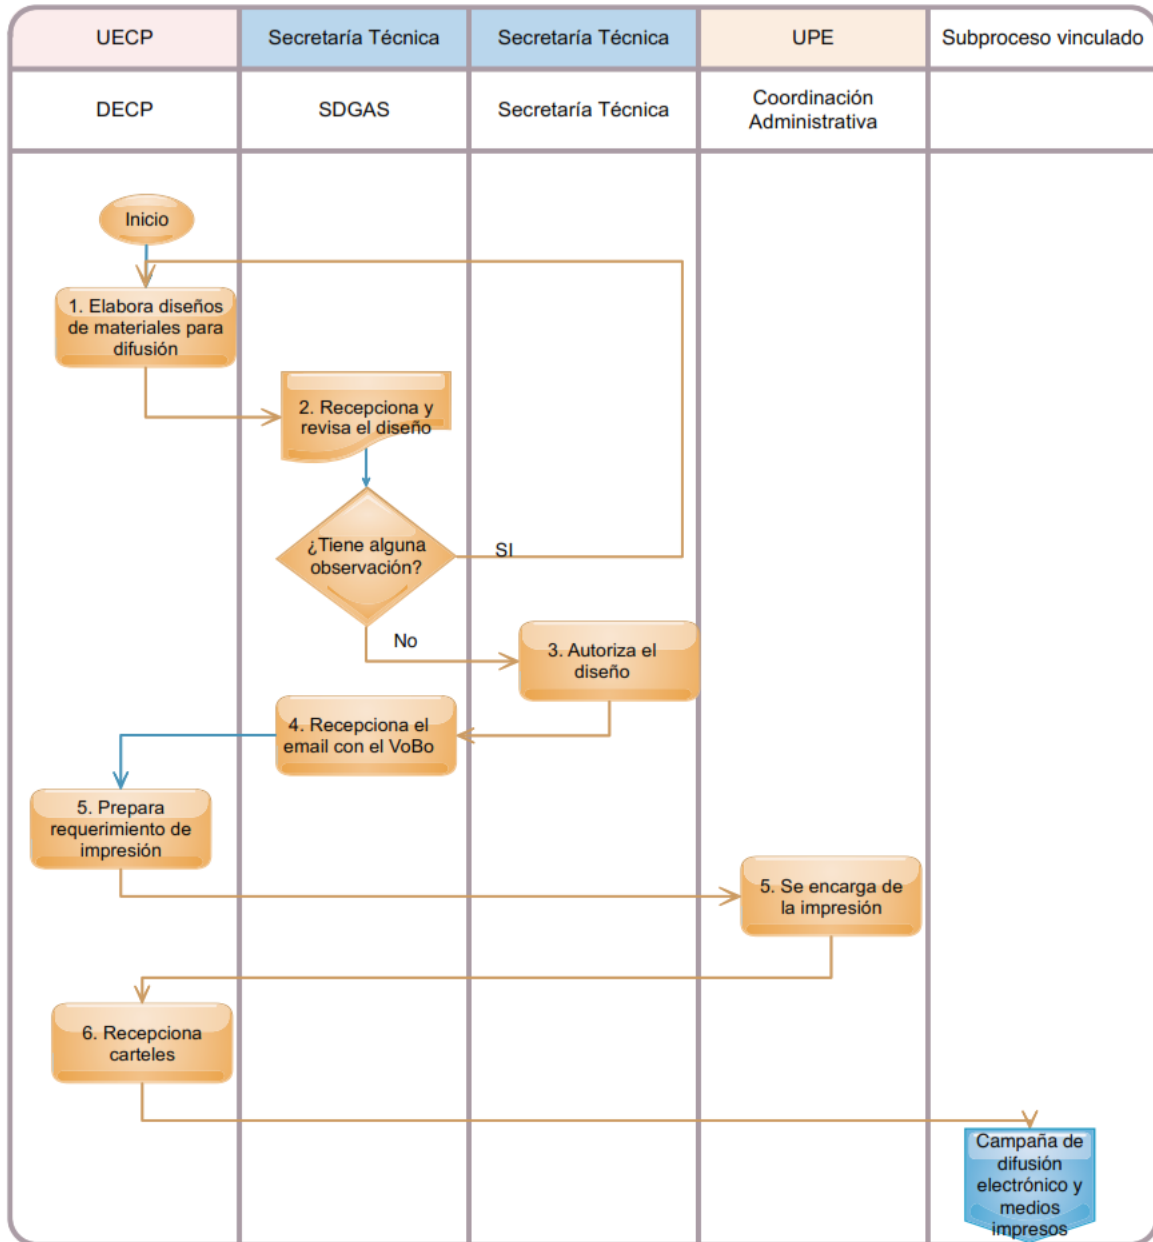 UECP
Secretaría Técnica
Secretaría Técnica
UPE
Subproceso vinculado
DECP
SDGAS
Secretaría Técnica
Coordinación
Administrativa
Inicio
1. Elabora diseños
de materiales para
difusión
2. Recepciona y
revisa el diseño
¿Tiene alguna
observación?
SI
No
3. Autoriza el
diseño
4. Recepciona el
email con el VoBo
5. Prepara
requerimiento de
impresión
5. Se encarga de
la impresión
6. Recepciona
carteles
Campaña de
difusión
electrónico y
medios
impresos